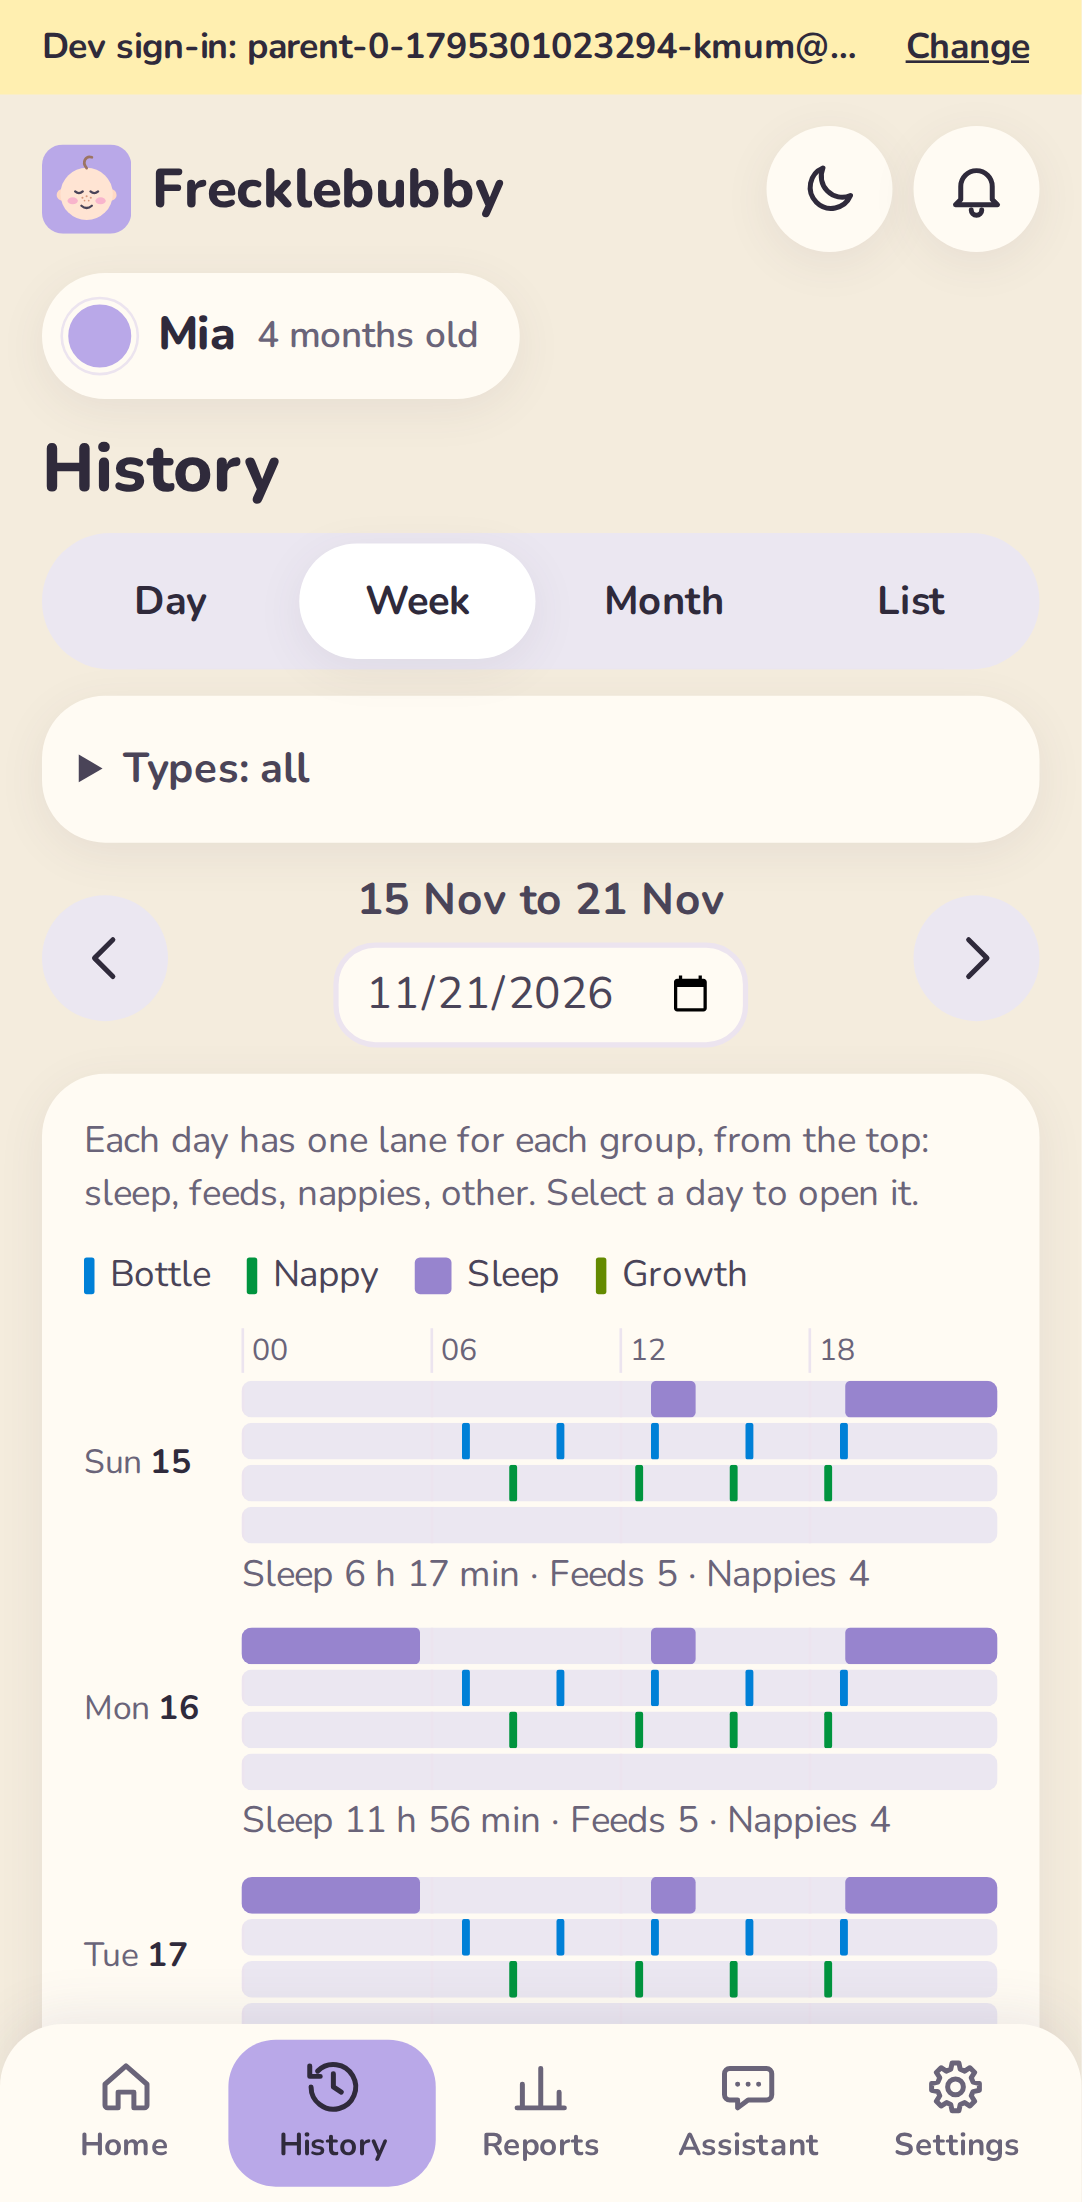 Dev sign-in: parent-0-1795301023294-kmum@... Change
Frecklebubby
Mia 4 months old
History
Day Week Month List
Types: all
15 Nov to 21 Nov
11/21/2026
Each day has one lane for each group, from the top:
sleep, feeds, nappies, other. Select a day to open it.
Bottle Nappy Sleep Growth
00 06 12 18
Sun 15
Sleep 6 h 17 min · Feeds 5 · Nappies 4
Mon 16
Sleep 11 h 56 min · Feeds 5 · Nappies 4
Tue 17
Home History Reports Assistant Settings